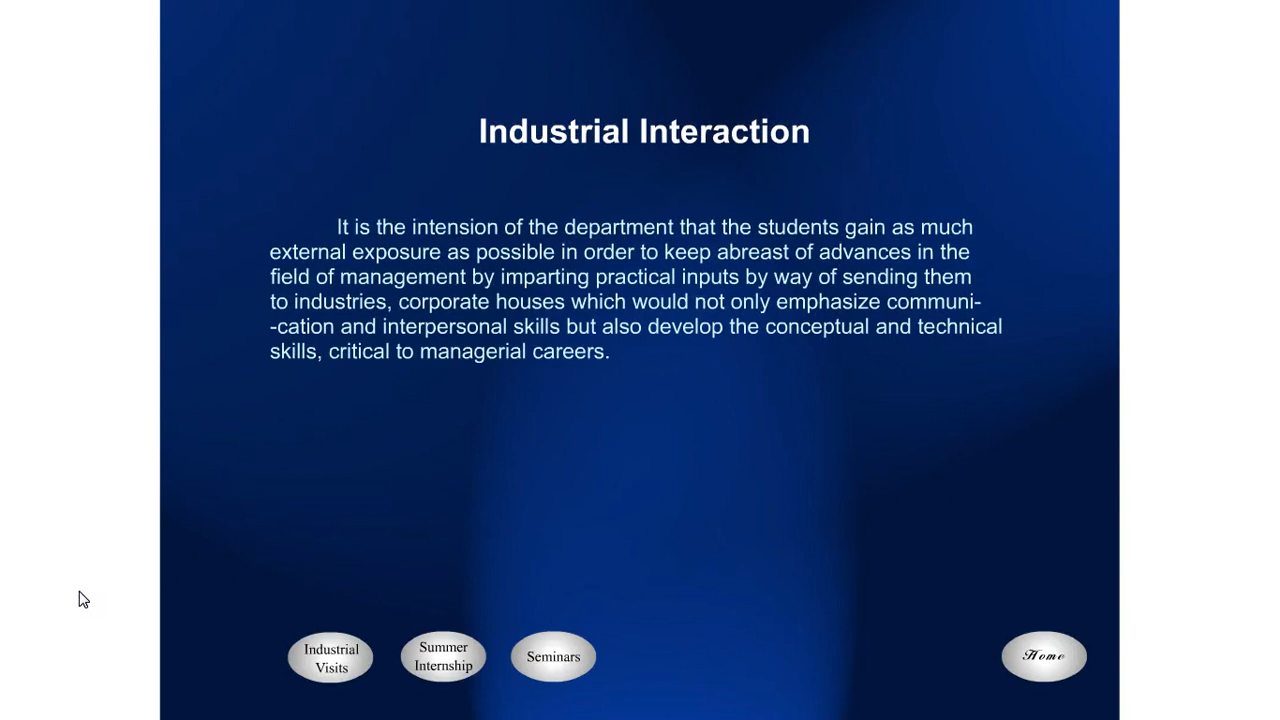 Industrial Interaction
It is the intension of the department that the students gain as much
external exposure as possible in order to keep abreast of advances in the
field of management by imparting practical inputs by way of sending them
to industries, corporate houses which would not only emphasize communi-
-cation and interpersonal skills but also develop the conceptual and technical
skills, critical to managerial careers.
Industrial
Visits
Summer
Internship
Seminars
Home